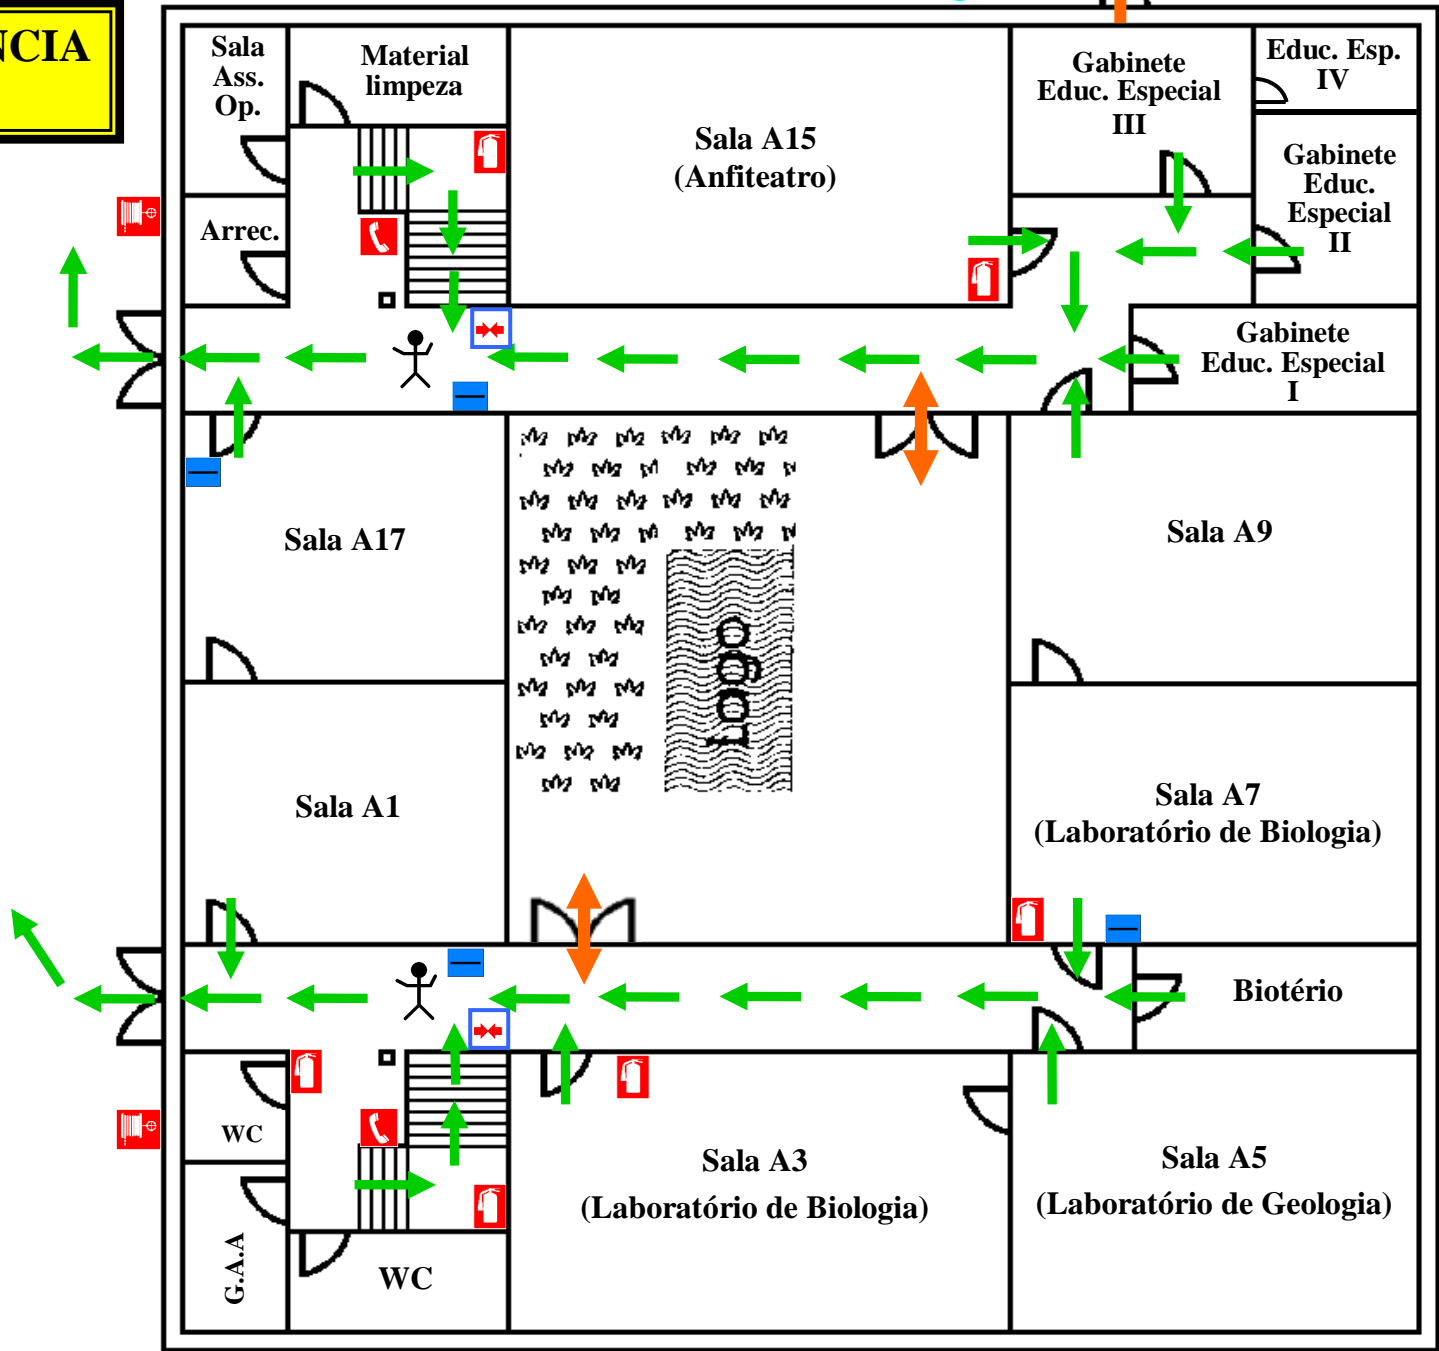 NCIA
Sala
Ass.
Op.
Material
limpeza
Arrec.
Sala A15
(Anfiteatro)
Gabinete
Educ. Especial
III
Educ. Esp.
IV
Gabinete
Educ.
Especial
II
Gabinete
Educ. Especial
I
Sala A17
Sala A9
lago
Sala A1
Sala A7
(Laboratório de Biologia)
Biotério
WC
G.A.A
WC
Sala A3
(Laboratório de Biologia)
Sala A5
(Laboratório de Geologia)